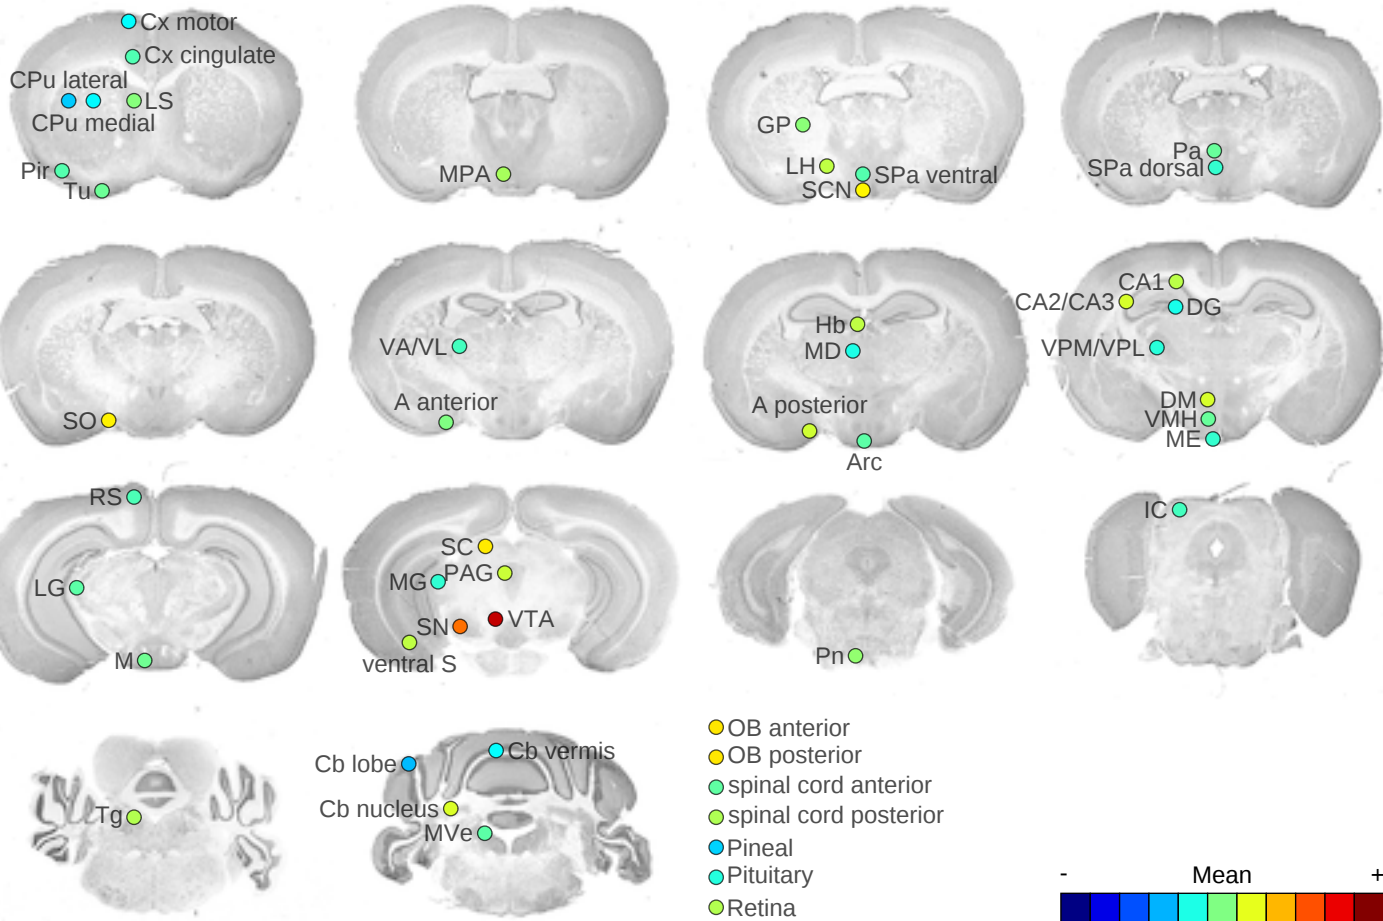 Cx motor
Cx cingulate
CPu lateral
LS
CPu medial
Pir
Tu
MPA
GP
LH
SPa ventral
SCN
Pa
SPa dorsal
SO
VA/VL
A anterior
Hb
MD
A posterior
Arc
CA1
CA2/CA3
DG
VPM/VPL
DM
VMH
ME
RS
LG
M
SC
PAG
MG
VTA
SN
ventral S
Pn
IC
Tg
Cb lobe
Cb vermis
Cb nucleus
MVe
OB anterior
OB posterior
spinal cord anterior
spinal cord posterior
Pineal
Pituitary
Retina
- Mean +